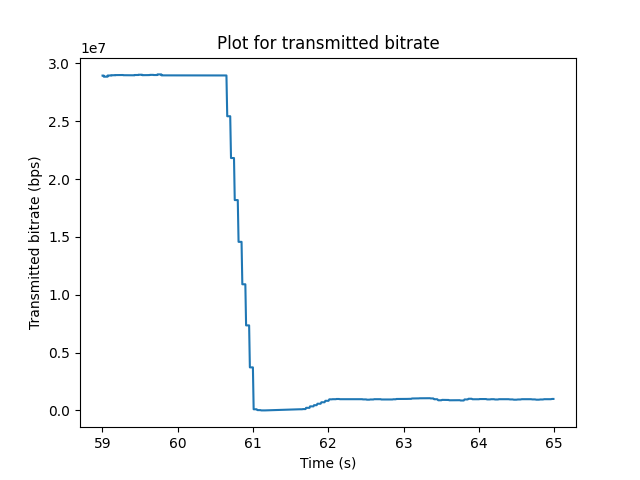 Plot for transmitted bitrate
1e7
3.0
2.5
2.0
1.5
1.0
0.5
0.0
Transmitted bitrate (bps)
59 60 61 62 63 64 65
Time (s)